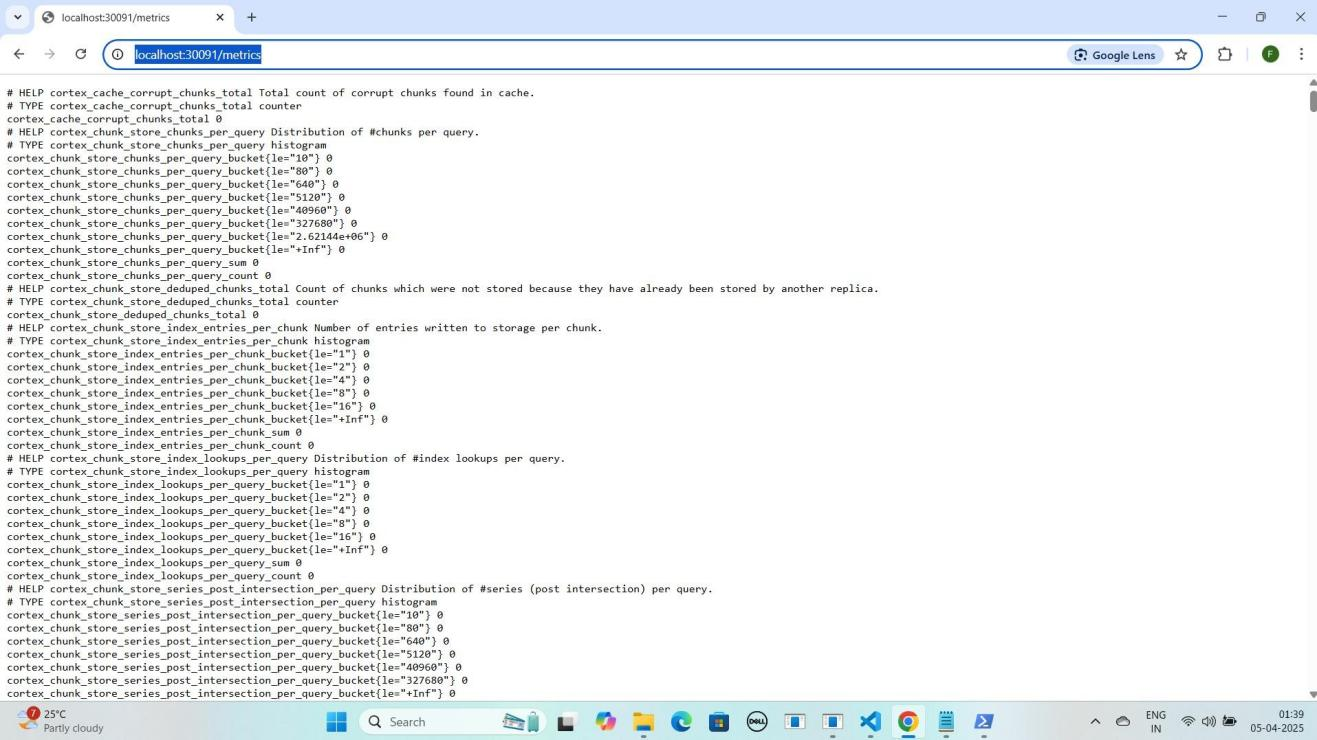 localhost:30091/metrics
localhost:30091/metrics
Google Lens
F
# HELP cortex_cache_corrupt_chunks_total Total count of corrupt chunks found in cache.
# TYPE cortex_cache_corrupt_chunks_total counter
cortex_cache_corrupt_chunks_total 0
# HELP cortex_chunk_store_chunks_per_query Distribution of #chunks per query.
# TYPE cortex_chunk_store_chunks_per_query histogram
cortex_chunk_store_chunks_per_query_bucket{le="10"} 0
cortex_chunk_store_chunks_per_query_bucket{le="80"} 0
cortex_chunk_store_chunks_per_query_bucket{le="640"} 0
cortex_chunk_store_chunks_per_query_bucket{le="5120"} 0
cortex_chunk_store_chunks_per_query_bucket{le="40960"} 0
cortex_chunk_store_chunks_per_query_bucket{le="327680"} 0
cortex_chunk_store_chunks_per_query_bucket{le="2.62144e+06"} 0
cortex_chunk_store_chunks_per_query_bucket{le="+Inf"} 0
cortex_chunk_store_chunks_per_query_sum 0
cortex_chunk_store_chunks_per_query_count 0
# HELP cortex_chunk_store_deduped_chunks_total Count of chunks which were not stored because they have already been stored by another replica.
# TYPE cortex_chunk_store_deduped_chunks_total counter
cortex_chunk_store_deduped_chunks_total 0
# HELP cortex_chunk_store_index_entries_per_chunk Number of entries written to storage per chunk.
# TYPE cortex_chunk_store_index_entries_per_chunk histogram
cortex_chunk_store_index_entries_per_chunk_bucket{le="1"} 0
cortex_chunk_store_index_entries_per_chunk_bucket{le="2"} 0
cortex_chunk_store_index_entries_per_chunk_bucket{le="4"} 0
cortex_chunk_store_index_entries_per_chunk_bucket{le="8"} 0
cortex_chunk_store_index_entries_per_chunk_bucket{le="16"} 0
cortex_chunk_store_index_entries_per_chunk_bucket{le="+Inf"} 0
cortex_chunk_store_index_entries_per_chunk_sum 0
cortex_chunk_store_index_entries_per_chunk_count 0
# HELP cortex_chunk_store_index_lookups_per_query Distribution of #index lookups per query.
# TYPE cortex_chunk_store_index_lookups_per_query histogram
cortex_chunk_store_index_lookups_per_query_bucket{le="1"} 0
cortex_chunk_store_index_lookups_per_query_bucket{le="2"} 0
cortex_chunk_store_index_lookups_per_query_bucket{le="4"} 0
cortex_chunk_store_index_lookups_per_query_bucket{le="8"} 0
cortex_chunk_store_index_lookups_per_query_bucket{le="16"} 0
cortex_chunk_store_index_lookups_per_query_bucket{le="+Inf"} 0
cortex_chunk_store_index_lookups_per_query_sum 0
cortex_chunk_store_index_lookups_per_query_count 0
# HELP cortex_chunk_store_series_post_intersection_per_query Distribution of #series (post intersection) per query.
# TYPE cortex_chunk_store_series_post_intersection_per_query histogram
cortex_chunk_store_series_post_intersection_per_query_bucket{le="10"} 0
cortex_chunk_store_series_post_intersection_per_query_bucket{le="80"} 0
cortex_chunk_store_series_post_intersection_per_query_bucket{le="640"} 0
cortex_chunk_store_series_post_intersection_per_query_bucket{le="5120"} 0
cortex_chunk_store_series_post_intersection_per_query_bucket{le="40960"} 0
cortex_chunk_store_series_post_intersection_per_query_bucket{le="327680"} 0
cortex_chunk_store_series_post_intersection_per_query_bucket{le="+Inf"} 0
7
25°C
Partly cloudy
Search
DELL
ENG
IN
01:39
05-04-2025